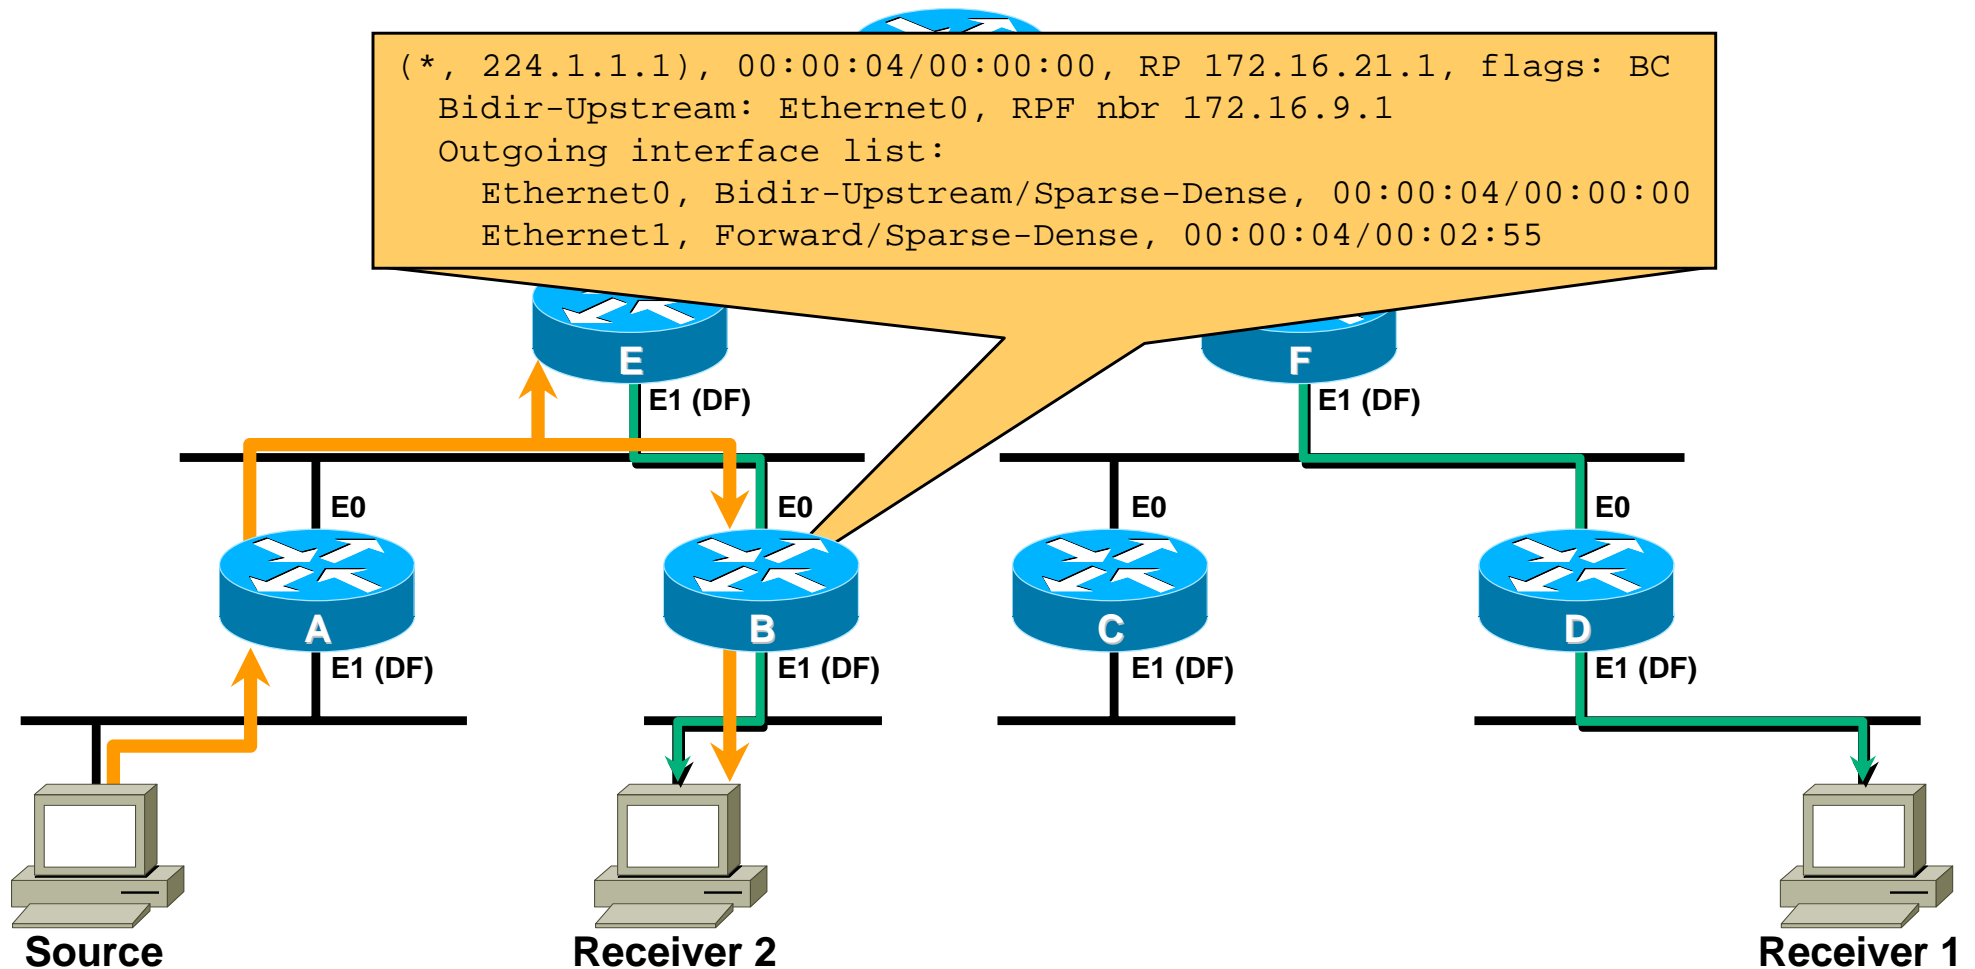 (*, 224.1.1.1), 00:00:04/00:00:00, RP 172.16.21.1, flags: BC
Bidir-Upstream: Ethernet0, RPF nbr 172.16.9.1
Outgoing interface list:
Ethernet0, Bidir-Upstream/Sparse-Dense, 00:00:04/00:00:00
Ethernet1, Forward/Sparse-Dense, 00:00:04/00:02:55
E F
E1 (DF) E1 (DF)
E0 E0 E0 E0
A B C D
E1 (DF) E1 (DF) E1 (DF) E1 (DF)
Source Receiver 2 Receiver 1